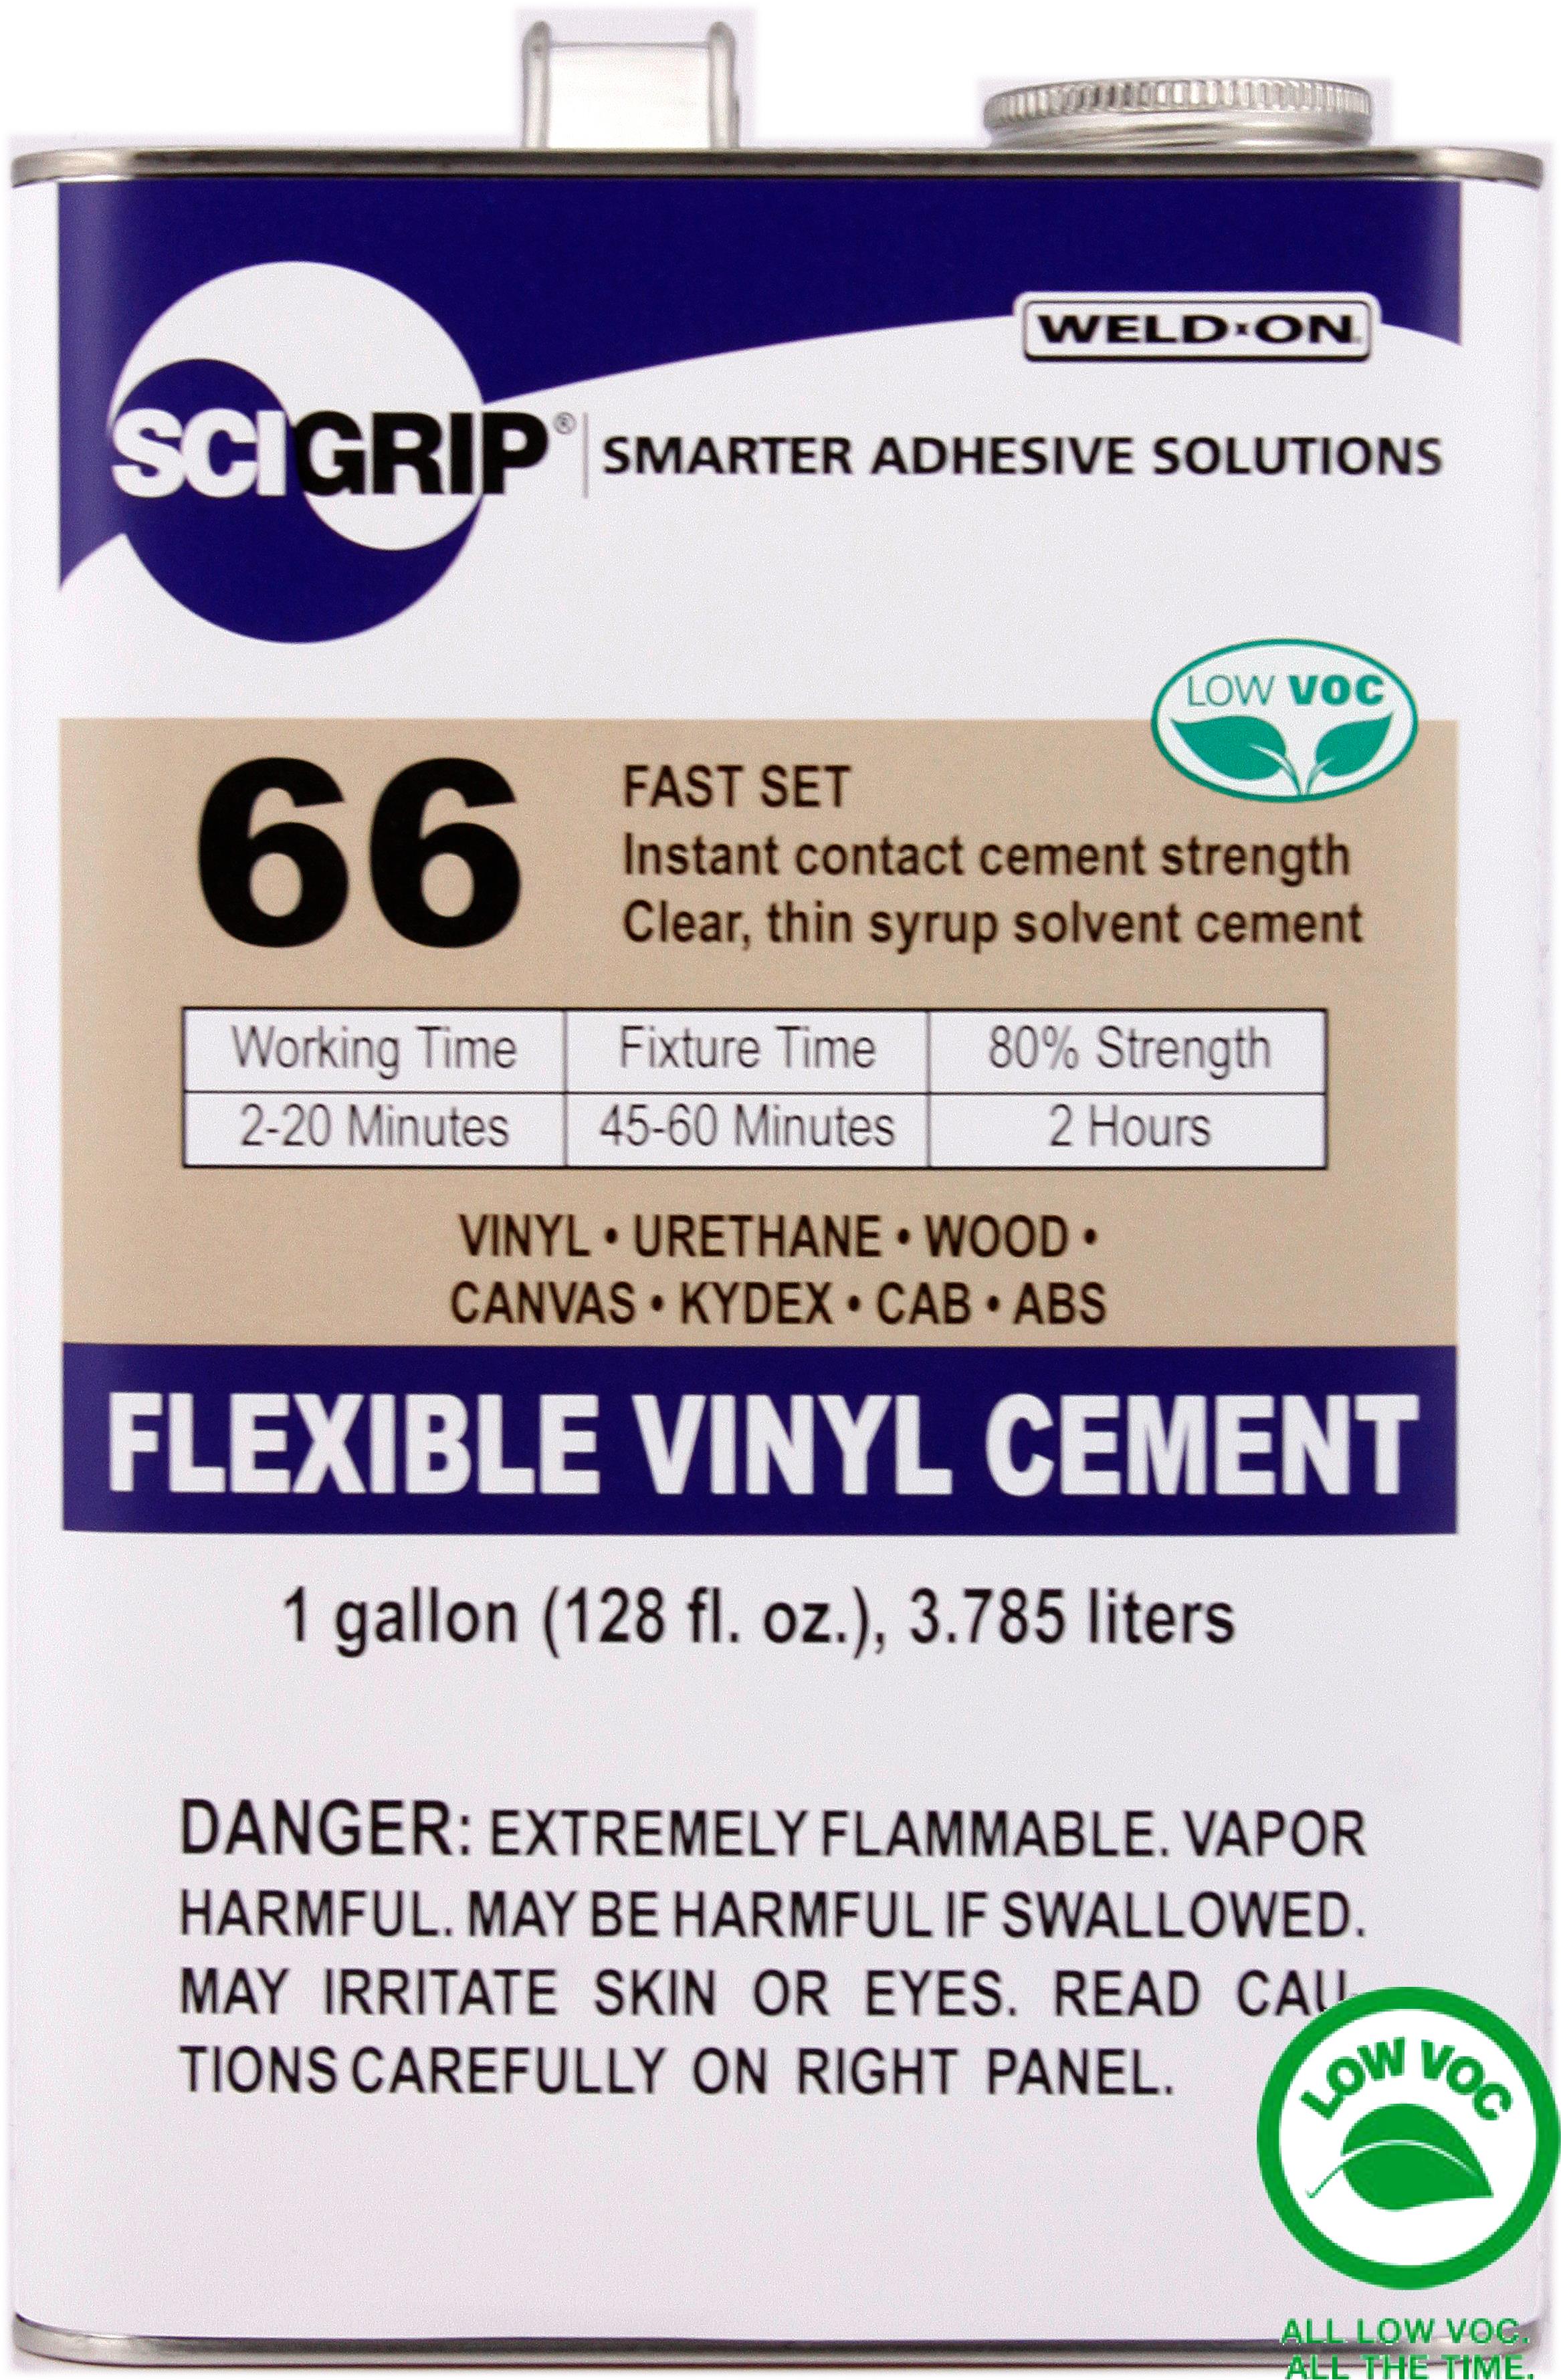 WELD-ON
SCIGRIP® SMARTER ADHESIVE SOLUTIONS
LOW VOC
66
FAST SET
Instant contact cement strength
Clear, thin syrup solvent cement
Working Time Fixture Time 80% Strength
2-20 Minutes 45-60 Minutes 2 Hours
VINYL • URETHANE • WOOD •
CANVAS • KYDEX • CAB • ABS
FLEXIBLE VINYL CEMENT
1 gallon (128 fl. oz.), 3.785 liters
DANGER: EXTREMELY FLAMMABLE. VAPOR
HARMFUL. MAY BE HARMFUL IF SWALLOWED.
MAY IRRITATE SKIN OR EYES. READ CAU-
TIONS CAREFULLY ON RIGHT PANEL.
LOW VOC
ALL LOW VOC.
ALL THE TIME.